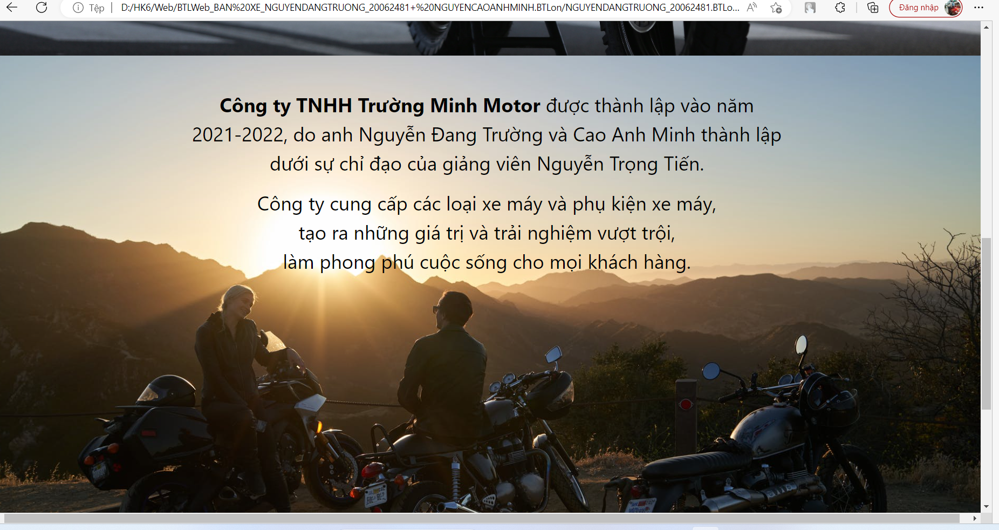 Tệp
D:/HK6/Web/BTLWeb_BAN%20XE_NGUYENDANGTRUONG_20062481+%20NGUYENCAOANHMINH.BTLon/NGUYENDANGTRUONG_20062481.BTLo...
Đăng nhập
Công ty TNHH Trường Minh Motor được thành lập vào năm
2021-2022, do anh Nguyễn Đang Trường và Cao Anh Minh thành lập
dưới sự chỉ đạo của giảng viên Nguyễn Trọng Tiến.
Công ty cung cấp các loại xe máy và phụ kiện xe máy,
tạo ra những giá trị và trải nghiệm vượt trội,
làm phong phú cuộc sống cho mọi khách hàng.